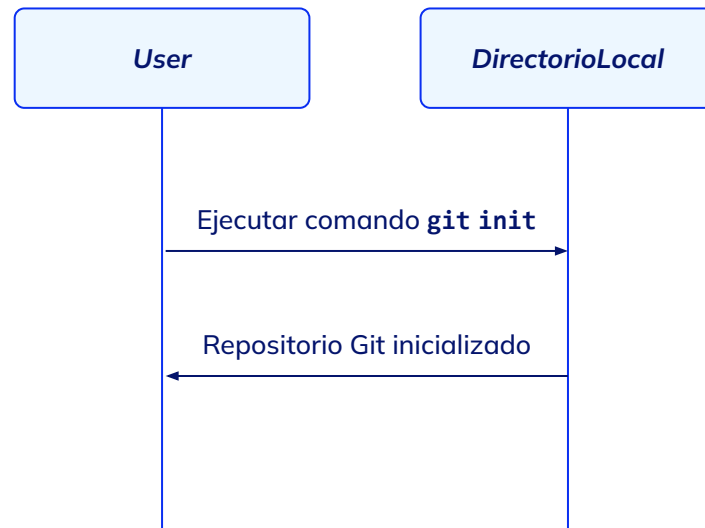 User
DirectorioLocal
Ejecutar comando git init
Repositorio Git inicializado